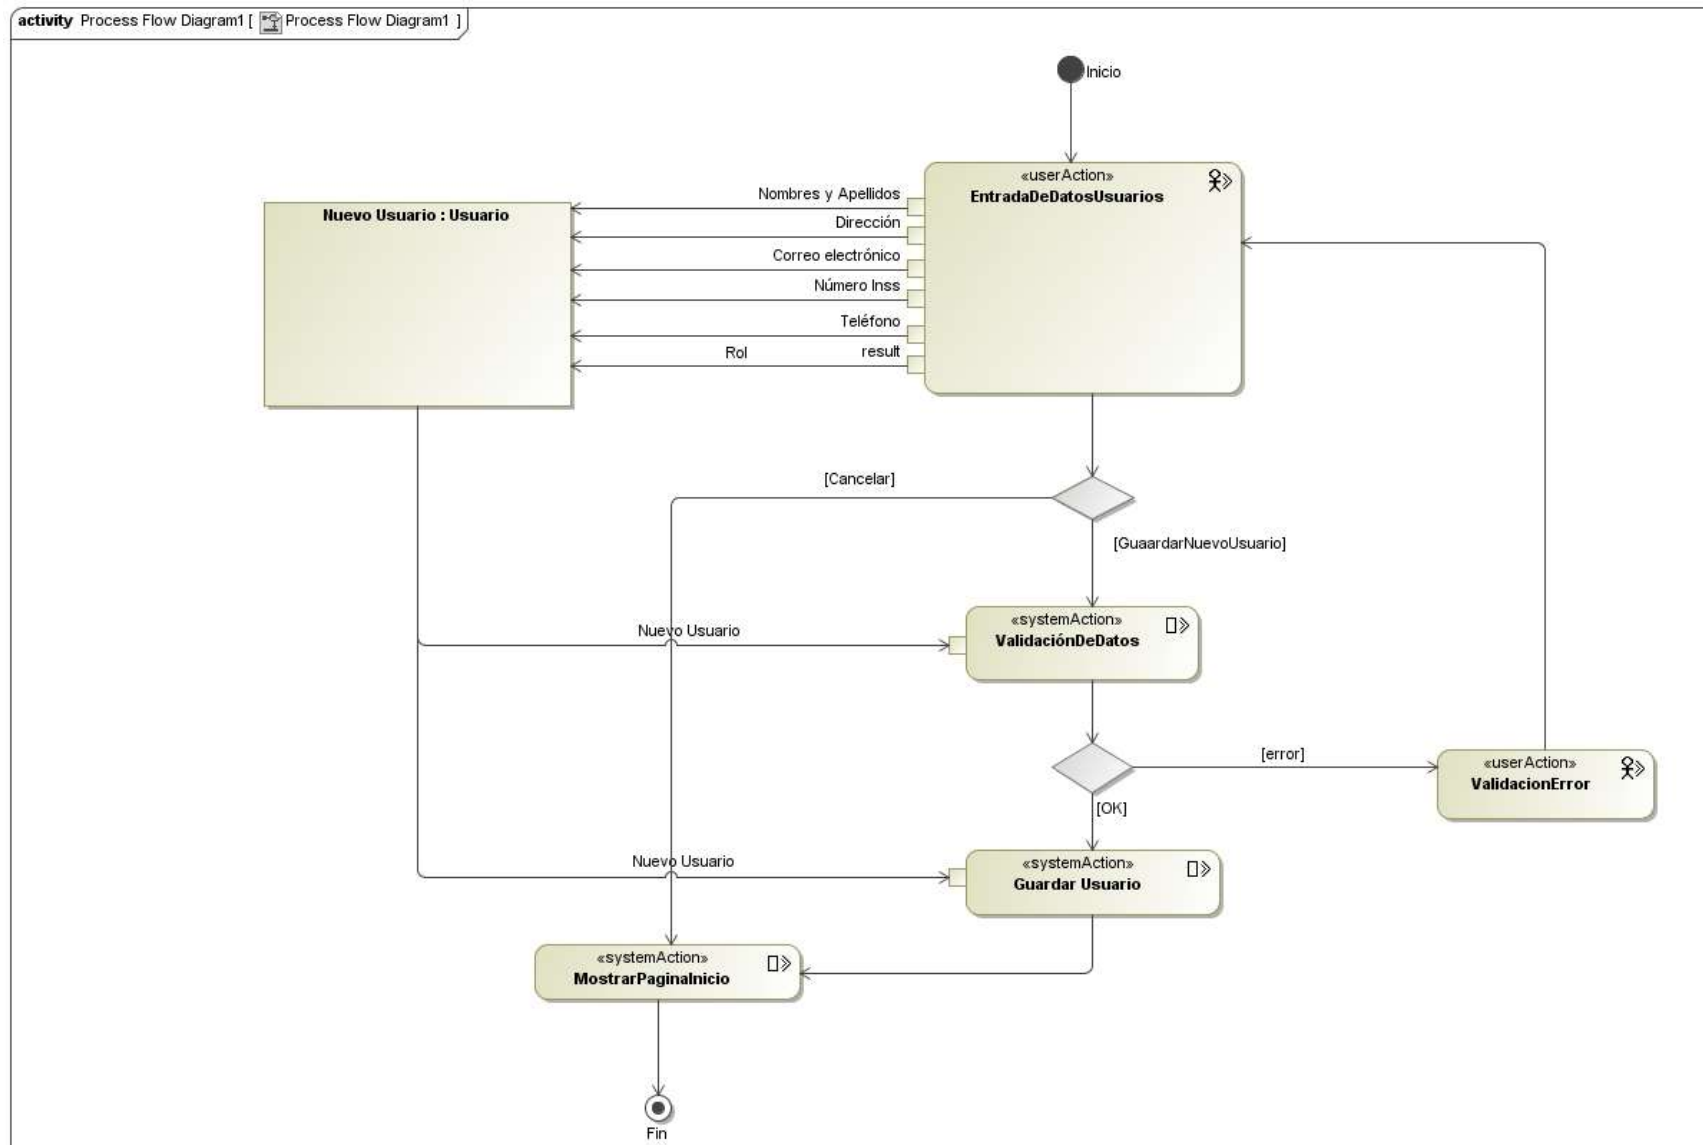 activity Process Flow Diagram1 [ Process Flow Diagram1 ]
Inicio
«userAction»
EntradaDeDatosUsuarios
Nombres y Apellidos
Nuevo Usuario : Usuario
Dirección
Correo electrónico
Número Inss
Teléfono
Rol result
[Cancelar]
[GuaardarNuevoUsuario]
«systemAction»
ValidaciónDeDatos
Nuevo Usuario
[error]
«userAction»
ValidacionError
[OK]
Nuevo Usuario
«systemAction»
Guardar Usuario
«systemAction»
MostrarPaginaInicio
Fin